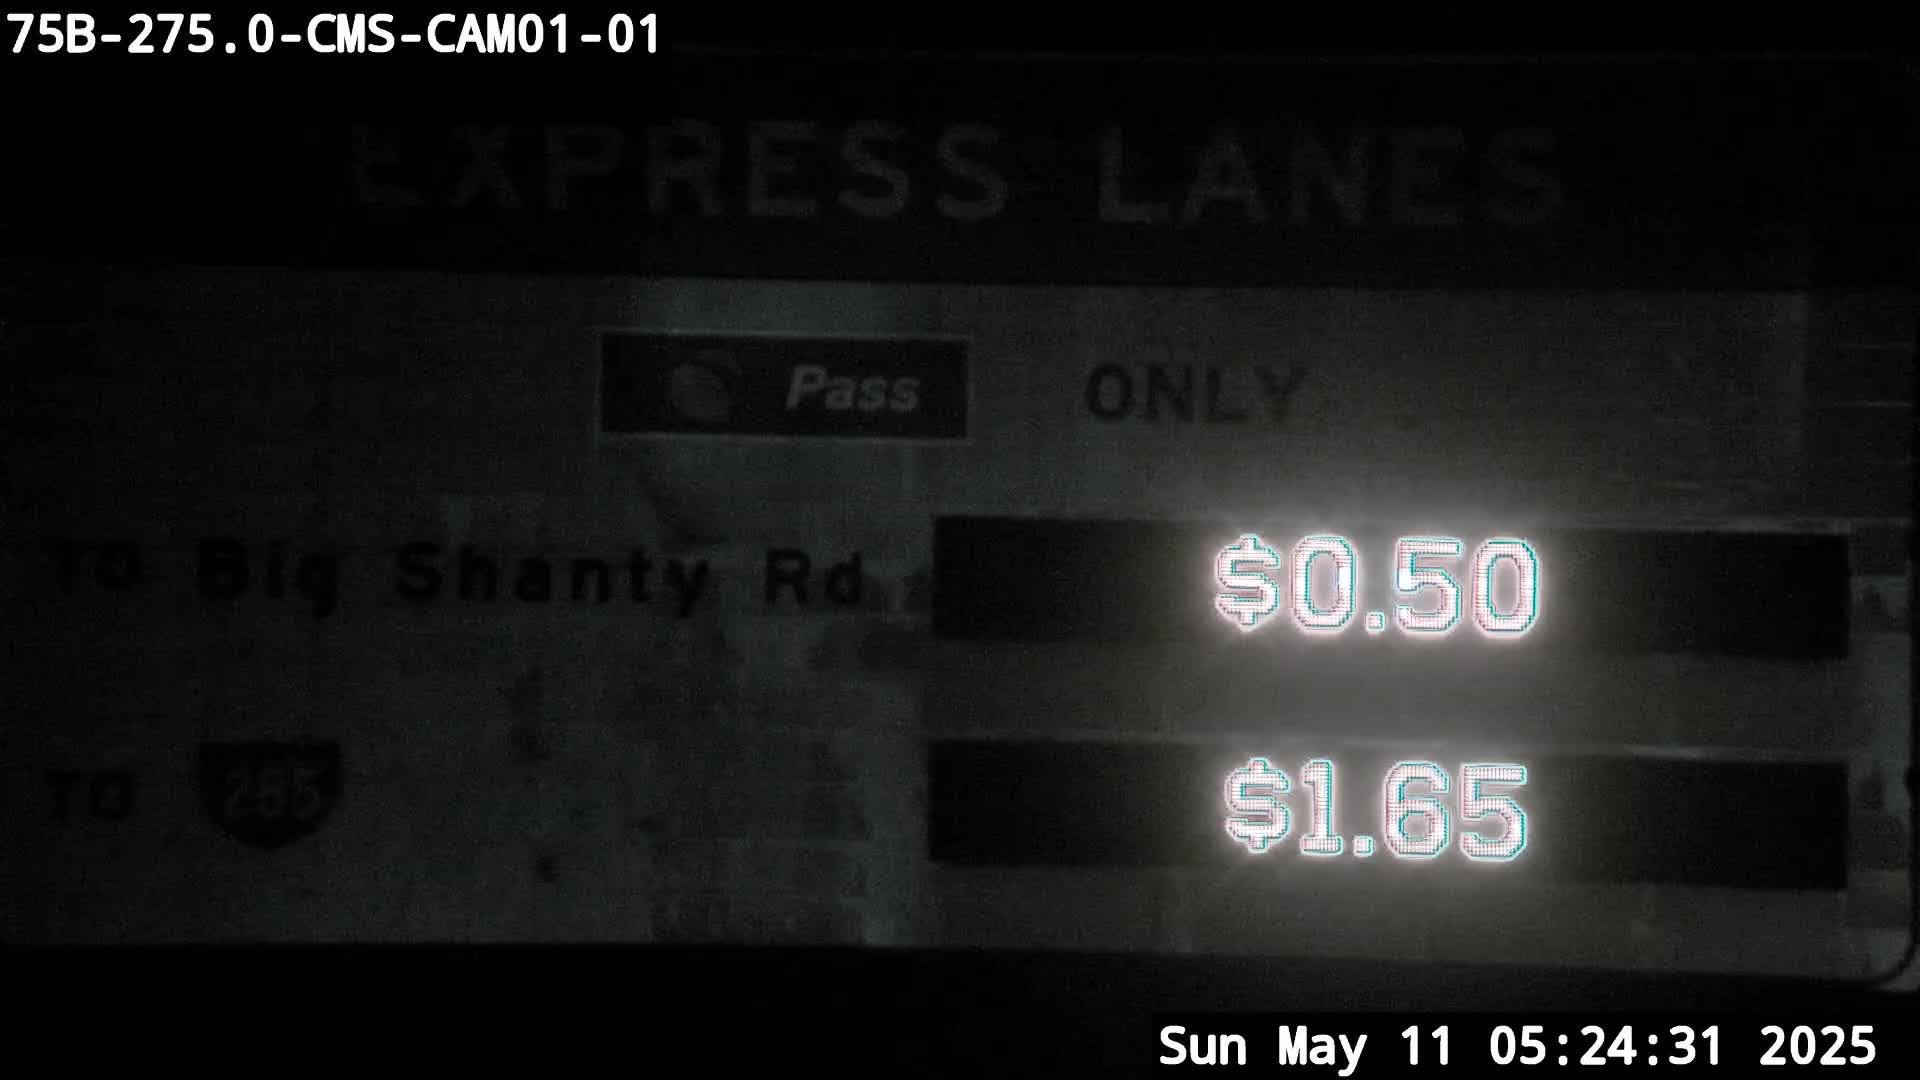 75B-275.0-CMS-CAM01-01
EXPRESS LANES
Pass ONLY
TO Big Shanty Rd $0.50
TO 285 $1.65
Sun May 11 05:24:31 2025